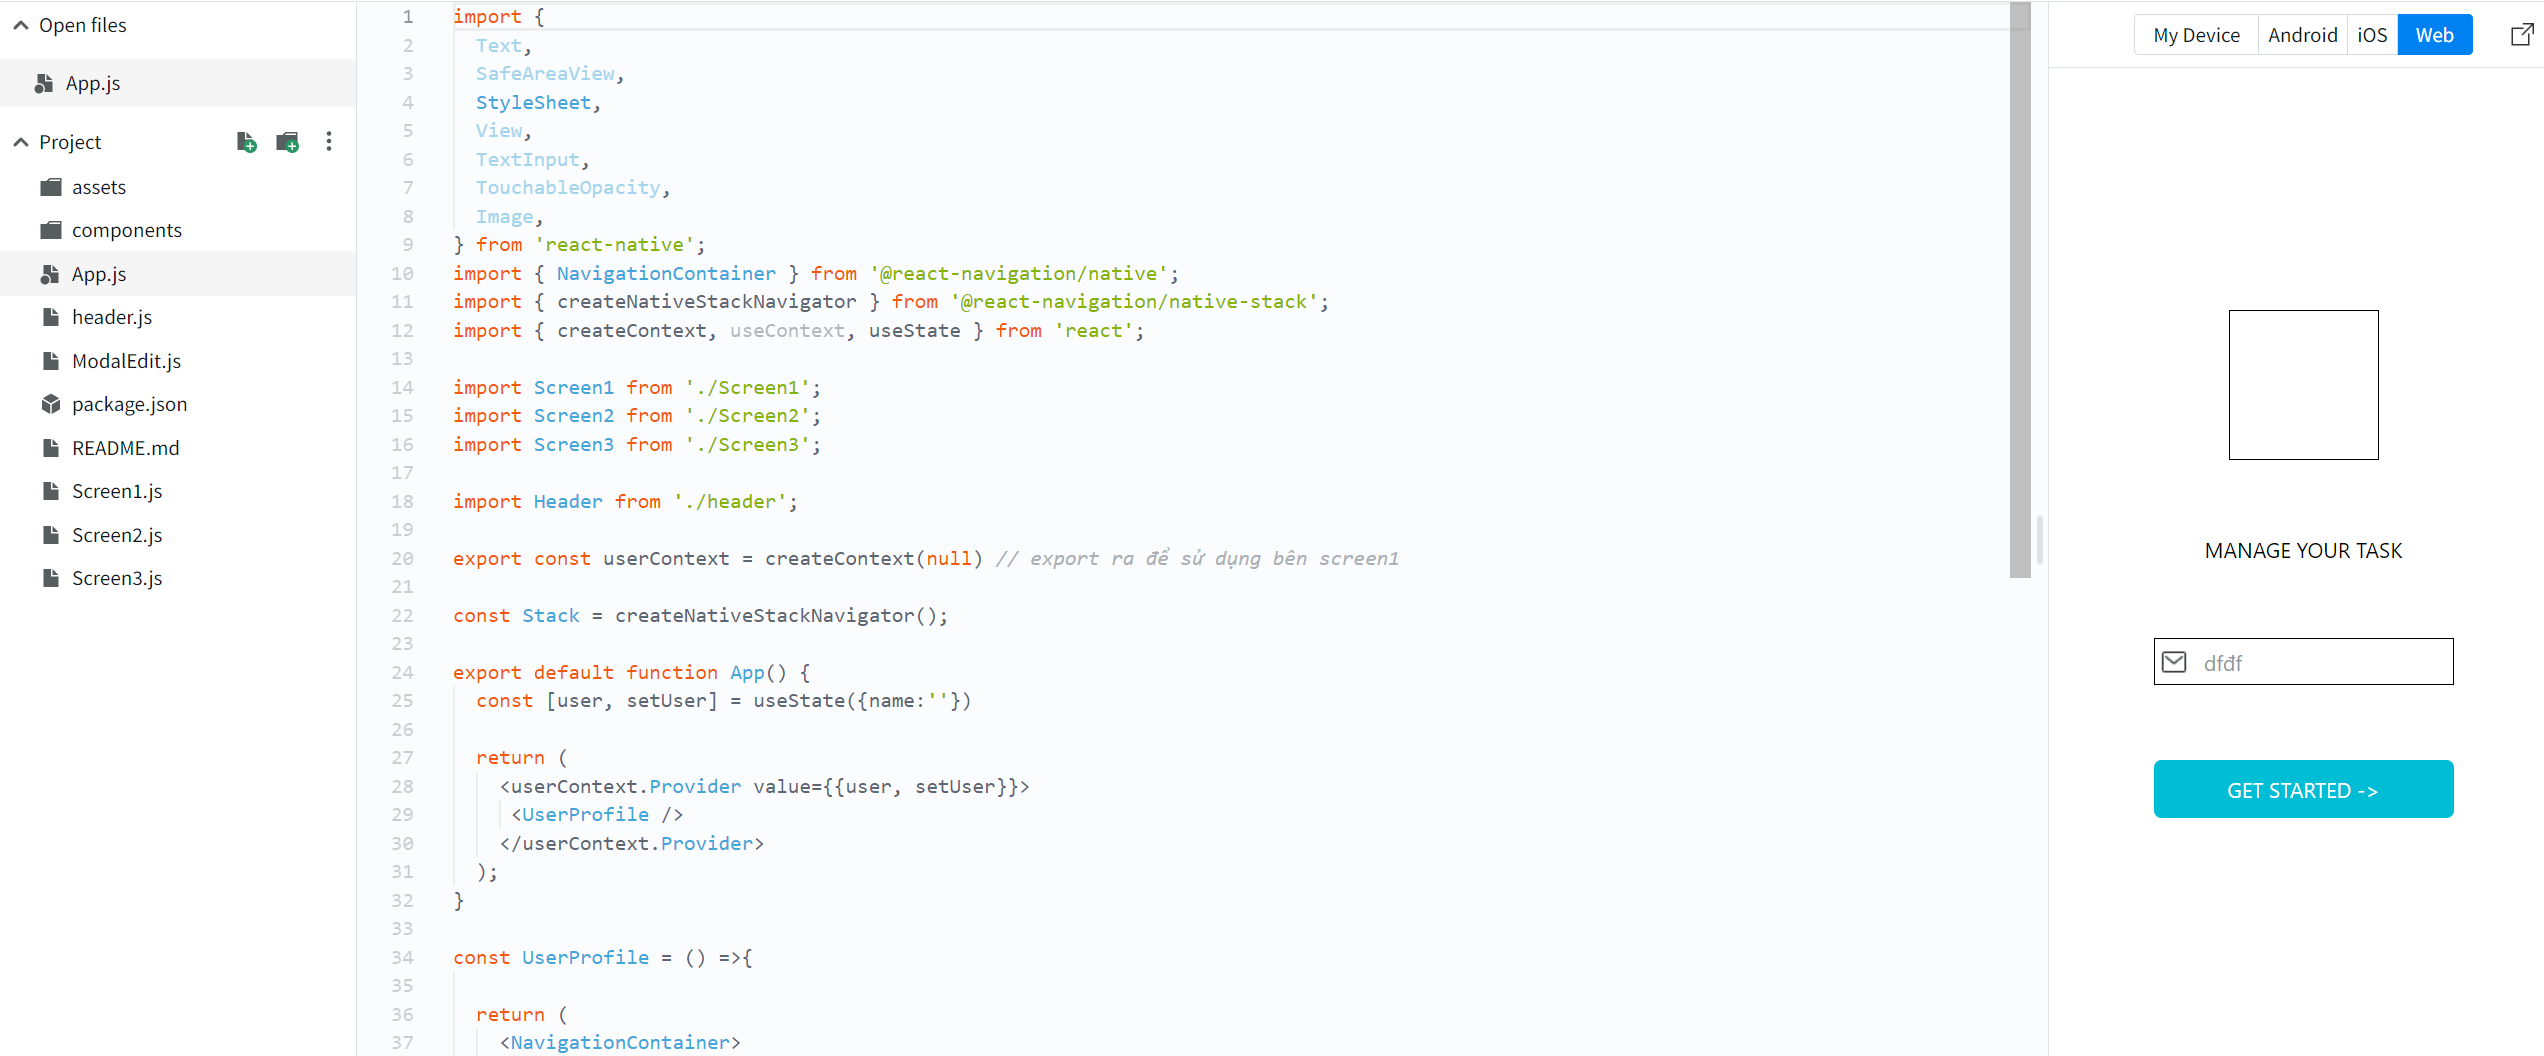 Open files
App.js
Project
assets
components
App.js
header.js
ModalEdit.js
package.json
README.md
Screen1.js
Screen2.js
Screen3.js
1 import {
2 Text,
3 SafeAreaView,
4 StyleSheet,
5 View,
6 TextInput,
7 TouchableOpacity,
8 Image,
9 } from 'react-native';
10 import { NavigationContainer } from '@react-navigation/native';
11 import { createNativeStackNavigator } from '@react-navigation/native-stack';
12 import { createContext, useContext, useState } from 'react';
13
14 import Screen1 from './Screen1';
15 import Screen2 from './Screen2';
16 import Screen3 from './Screen3';
17
18 import Header from './header';
19
20 export const userContext = createContext(null) // export ra để sử dụng bên screen1
21
22 const Stack = createNativeStackNavigator();
23
24 export default function App() {
25 const [user, setUser] = useState({name:''})
26
27 return (
28 <userContext.Provider value={{user, setUser}}>
29 <UserProfile />
30 </userContext.Provider>
31 );
32 }
33
34 const UserProfile = () =>{
35
36 return (
37 <NavigationContainer>
My Device Android iOS Web
MANAGE YOUR TASK
dfđf
GET STARTED ->